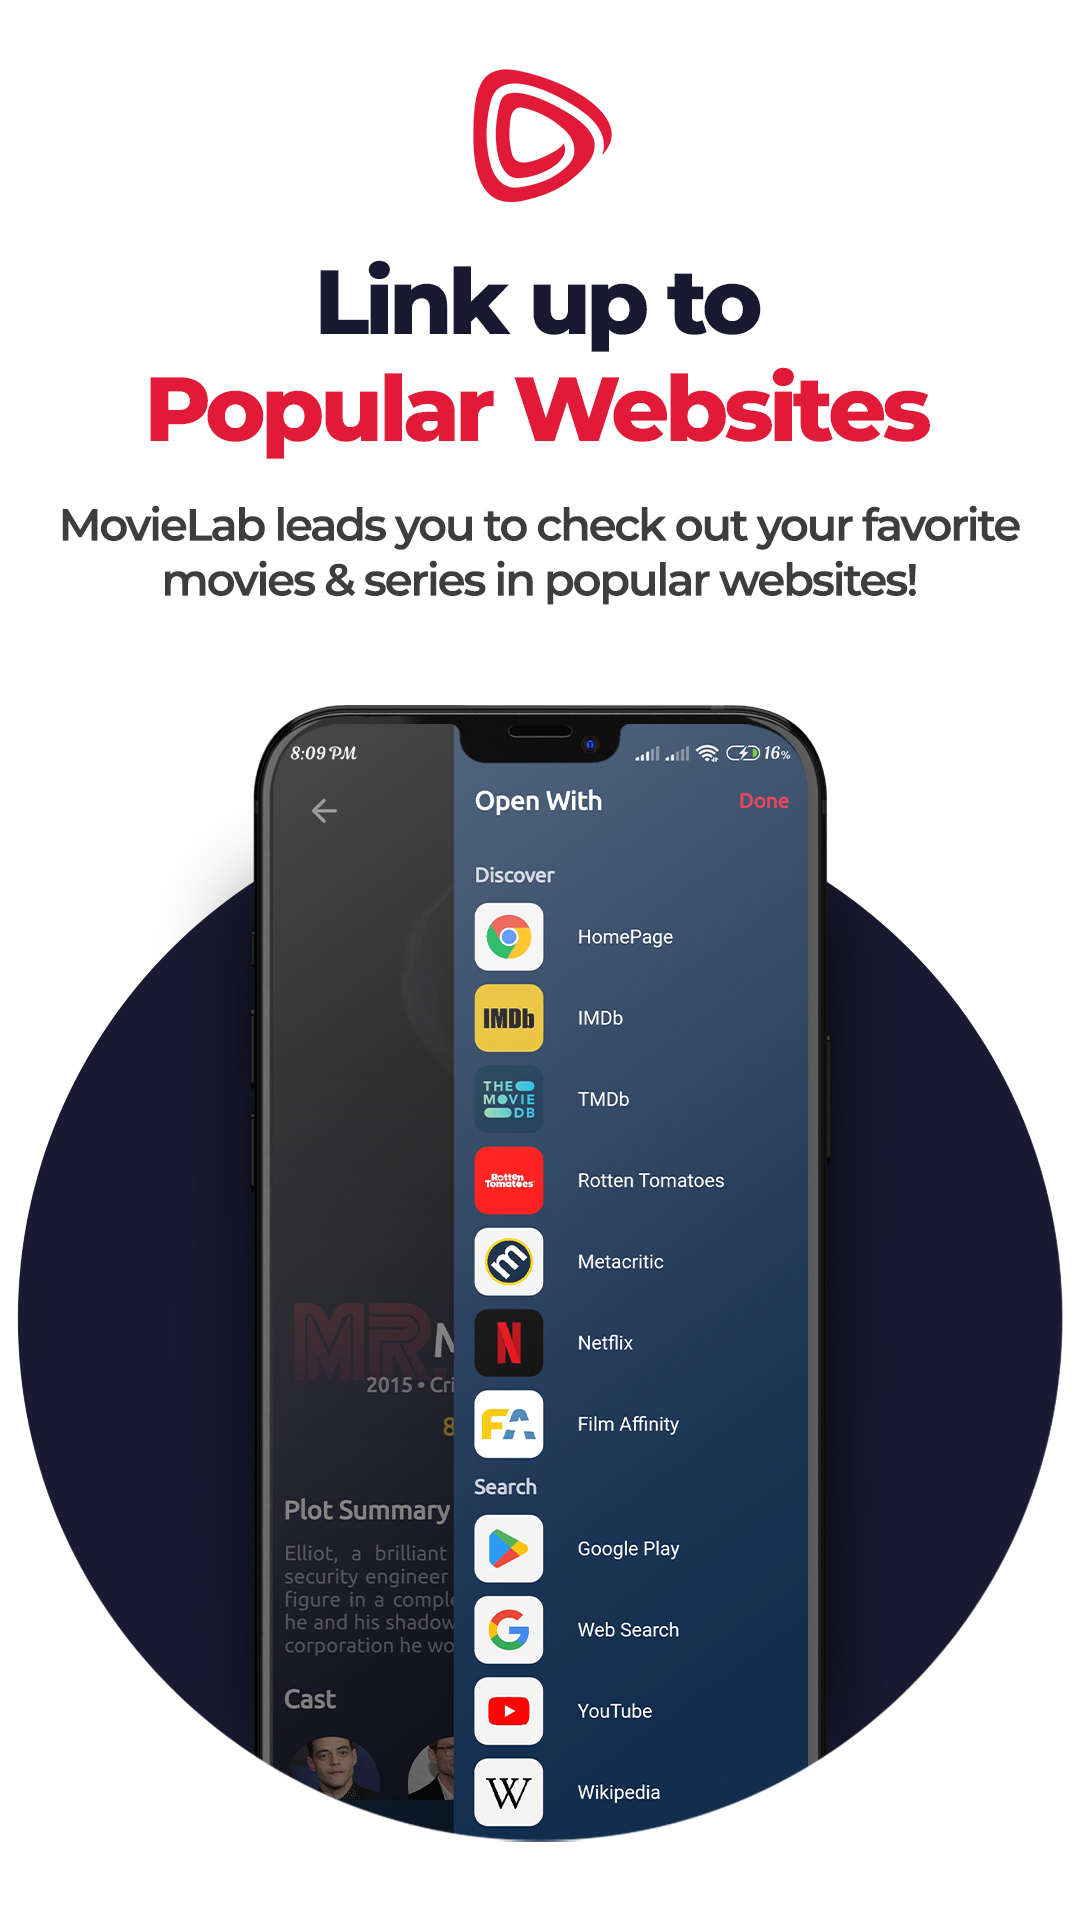 Link up to
Popular Websites
MovieLab leads you to check out your favorite
movies & series in popular websites!
8:09 PM
16%
Open With
Done
Discover
HomePage
IMDb
IMDb
THE
MOVIE
DB
TMDb
Rotten
Tomatoes
Rotten Tomatoes
Metacritic
Netflix
FA
Film Affinity
Search
Google Play
Web Search
YouTube
W
Wikipedia
MR.
2015 • Cri
8
Plot Summary
Elliot, a brilliant
security engineer
figure in a comple
he and his shadow
corporation he wo
Cast